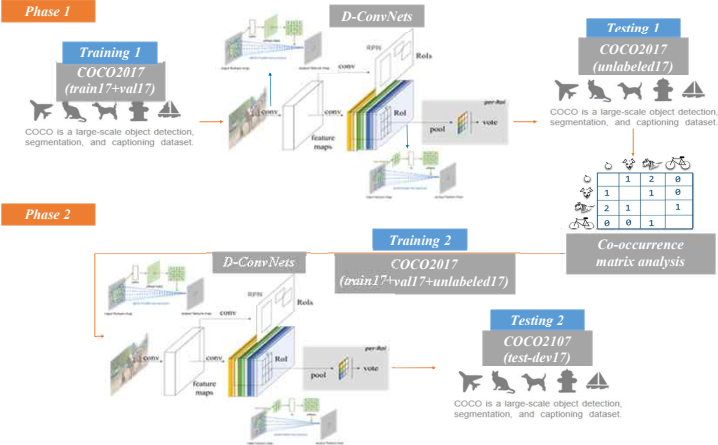 Phase 1
D-ConvNets
Training 1
COCO2017
(train17+val17)
COCO is a large-scale object detection,
segmentation, and captioning dataset.
conv
conv
feature
maps
RPN
RoIs
RoI
per-RoI
pool
vote
Testing 1
COCO2017
(unlabeled17)
COCO is a large-scale object detection,
segmentation, and captioning dataset.
1 2 0
1 1 0
2 1 1
0 0 1
Co-occurrence
matrix analysis
Phase 2
Training 2
COCO2017
(train17+val17+unlabeled17)
D-ConvNets
conv
conv
conv
feature
maps
RPN
RoIs
RoI
per-RoI
pool
vote
Testing 2
COCO2107
(test-dev17)
COCO is a large-scale object detection,
segmentation, and captioning dataset.